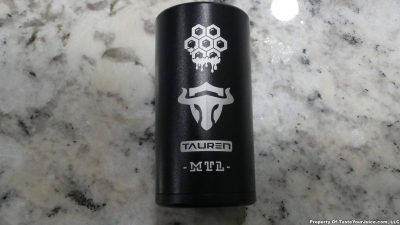 TAUREN
-MTL-
Property Of TasteYourJuice.com, LLC